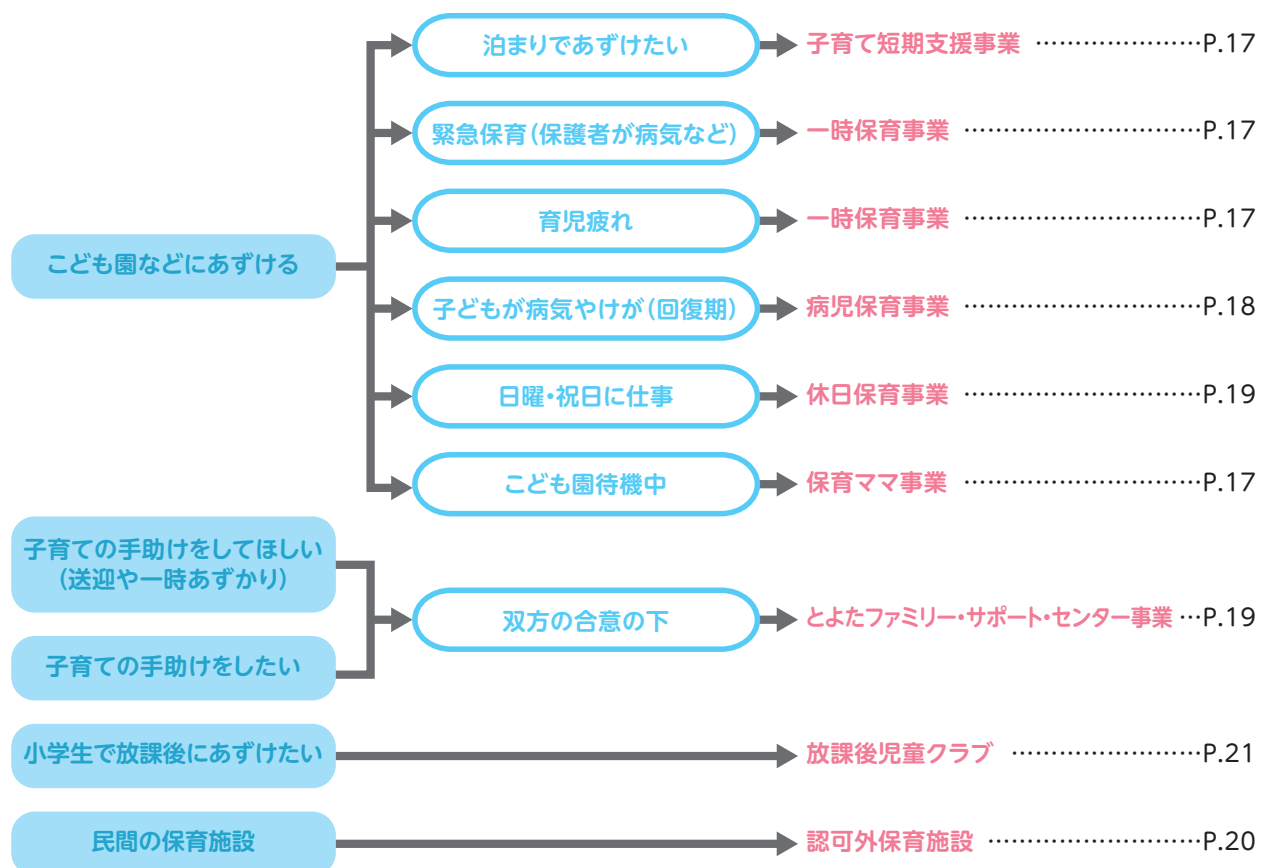 泊まりであずけたい
子育て短期支援事業 …………………P.17
緊急保育(保護者が病気など)
一時保育事業 ………………………P.17
育児疲れ
一時保育事業 ………………………P.17
こども園などにあずける
子どもが病気やけが(回復期)
病児保育事業 ………………………P.18
日曜・祝日に仕事
休日保育事業 ………………………P.19
こども園待機中
保育ママ事業 ………………………P.17
子育ての手助けをしてほしい
(送迎や一時あずかり)
双方の合意の下
とよたファミリー・サポート・センター事業 …P.19
子育ての手助けをしたい
小学生で放課後にあずけたい
放課後児童クラブ …………………P.21
民間の保育施設
認可外保育施設 ……………………P.20